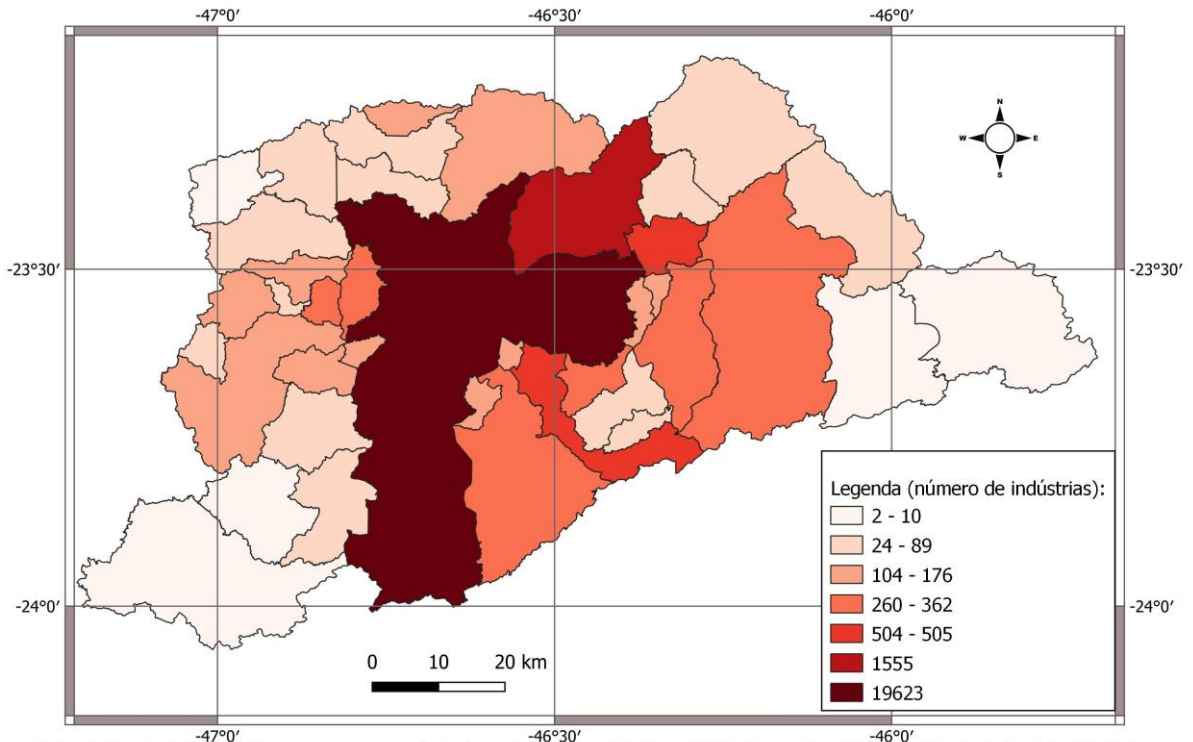 -47°0′ -46°30′ -46°0′
N
W E
S
-23°30′ -23°30′
Legenda (número de indústrias):
2 - 10
24 - 89
104 - 176
260 - 362
504 - 505
1555
19623
-24°0′ -24°0′
0 10 20 km
-47°0′ -46°30′ -46°0′